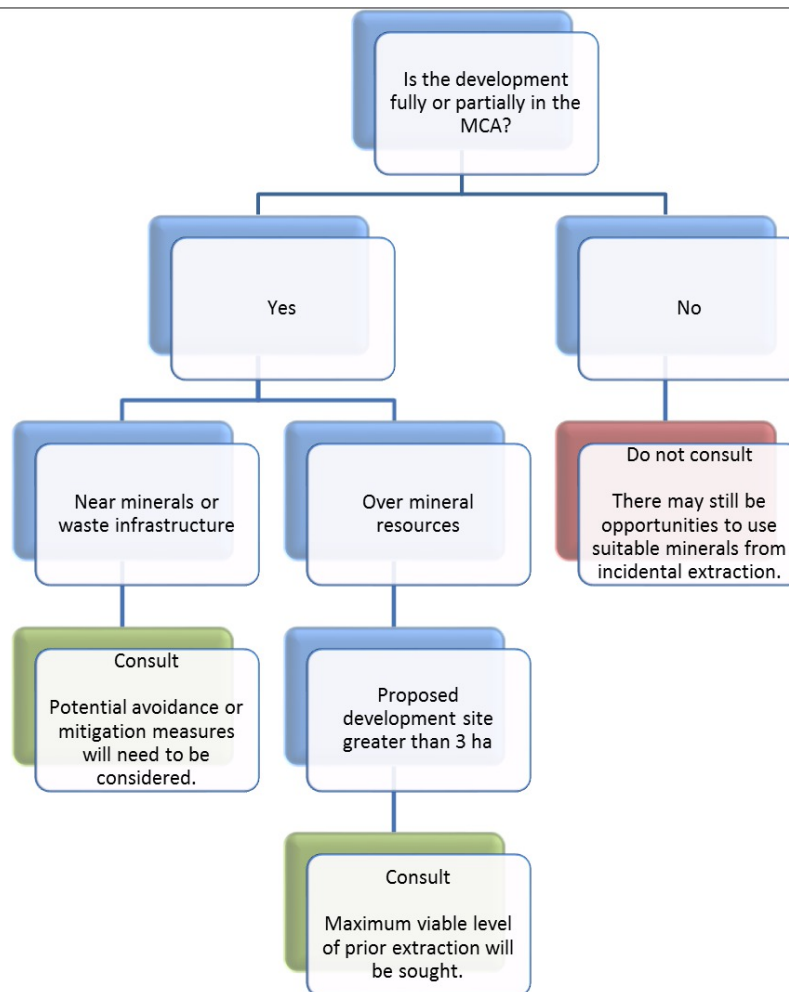 Is the development
fully or partially in the
MCA?
Yes
No
Near minerals or
waste infrastructure
Over mineral
resources
Do not consult
There may still be
opportunities to use
suitable minerals from
incidental extraction.
Consult
Potential avoidance or
mitigation measures
will need to be
considered.
Proposed
development site
greater than 3 ha
Consult
Maximum viable level
of prior extraction will
be sought.